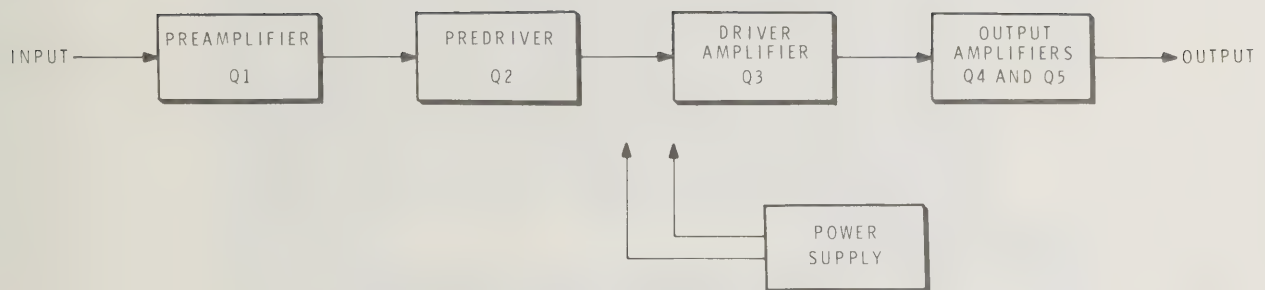 INPUT
PREAMPLIFIER
Q1
PREDRIVER
Q2
DRIVER
AMPLIFIER
Q3
OUTPUT
AMPLIFIERS
Q4 AND Q5
OUTPUT
POWER
SUPPLY